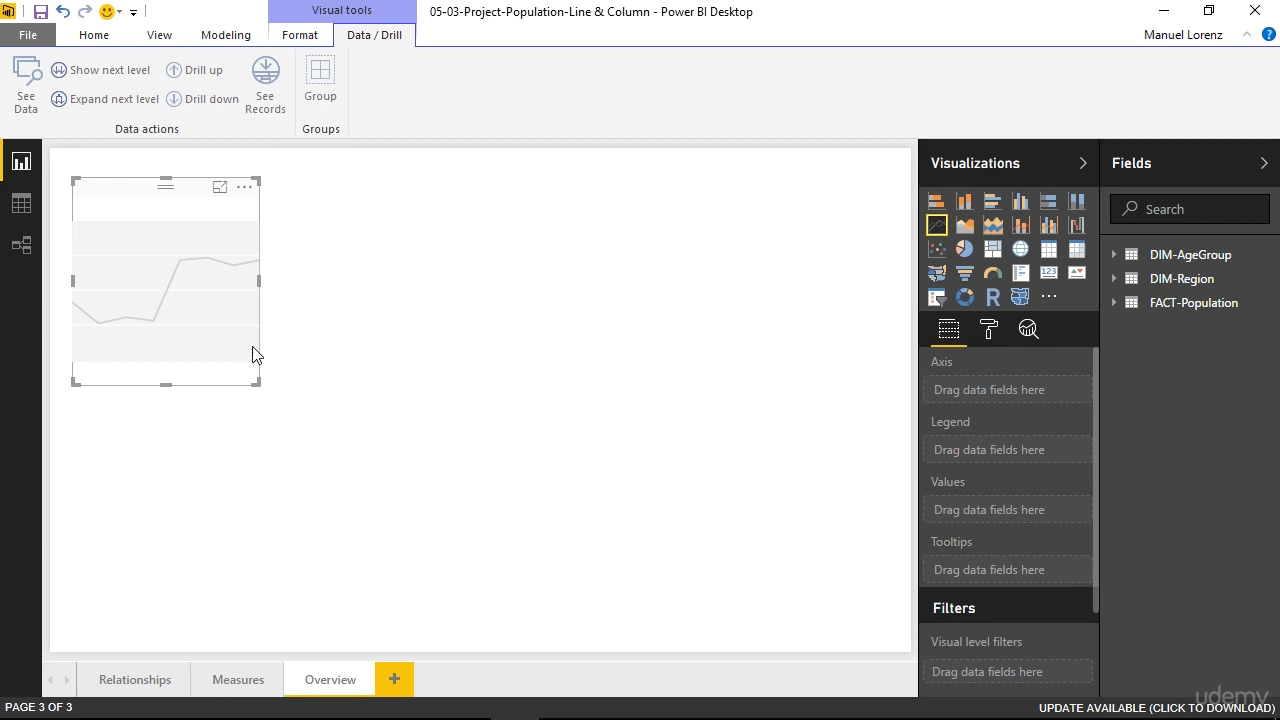 Visual tools
05-03-Project-Population-Line & Column - Power BI Desktop
File Home View Modeling Format Data / Drill
Manuel Lorenz
See Data
Show next level
Expand next level
Drill up
Drill down
See Records
Group
Data actions
Groups
Visualizations
Fields
Search
DIM-AgeGroup
DIM-Region
FACT-Population
Axis
Drag data fields here
Legend
Drag data fields here
Values
Drag data fields here
Tooltips
Drag data fields here
Filters
Visual level filters
Drag data fields here
Relationships Measures Overview
PAGE 3 OF 3
UPDATE AVAILABLE (CLICK TO DOWNLOAD)
udemy